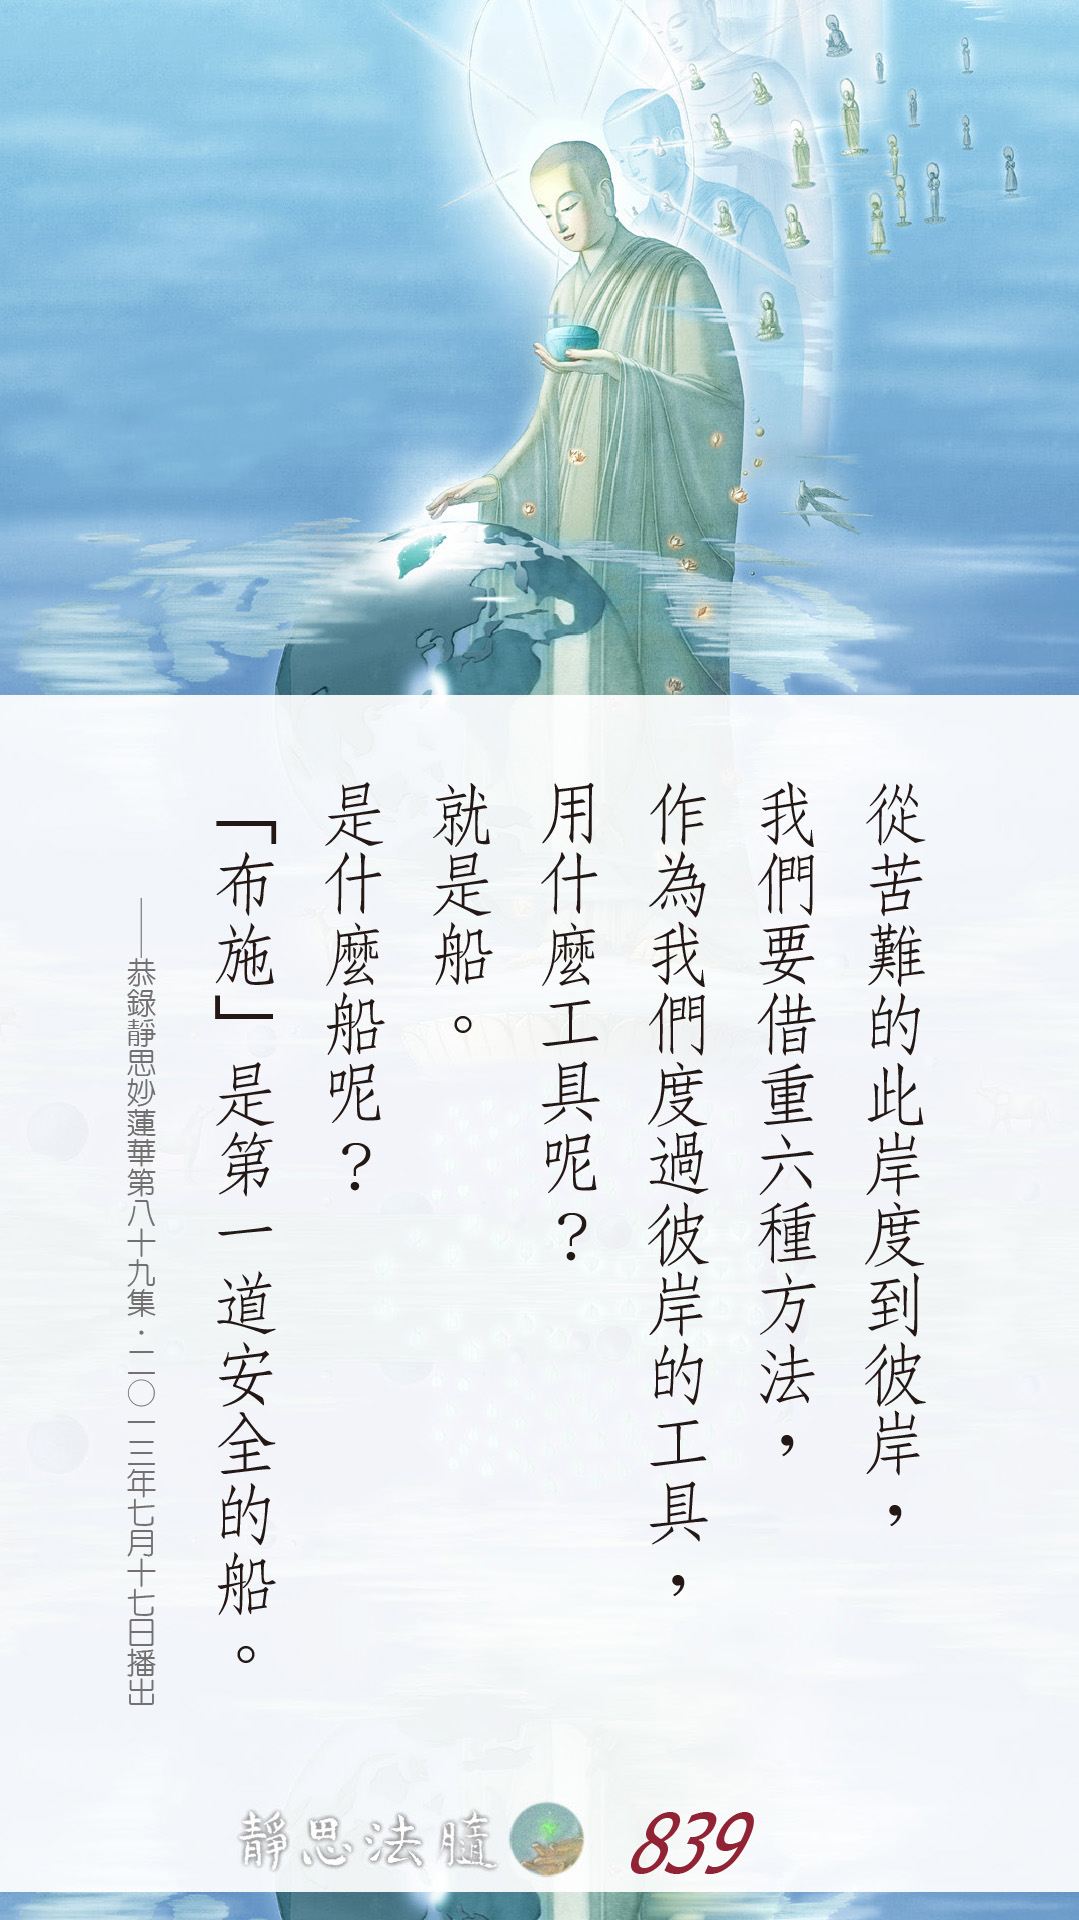 從苦難的此岸度到彼岸，
我們要借重六種方法，
作為我們度過彼岸的工具，
用什麼工具呢？
就是船。
是什麼船呢？
「布施」是第一道安全的船。
──恭錄靜思妙蓮華第八十九集·二〇一三年七月十七日播出
靜思法髓
839